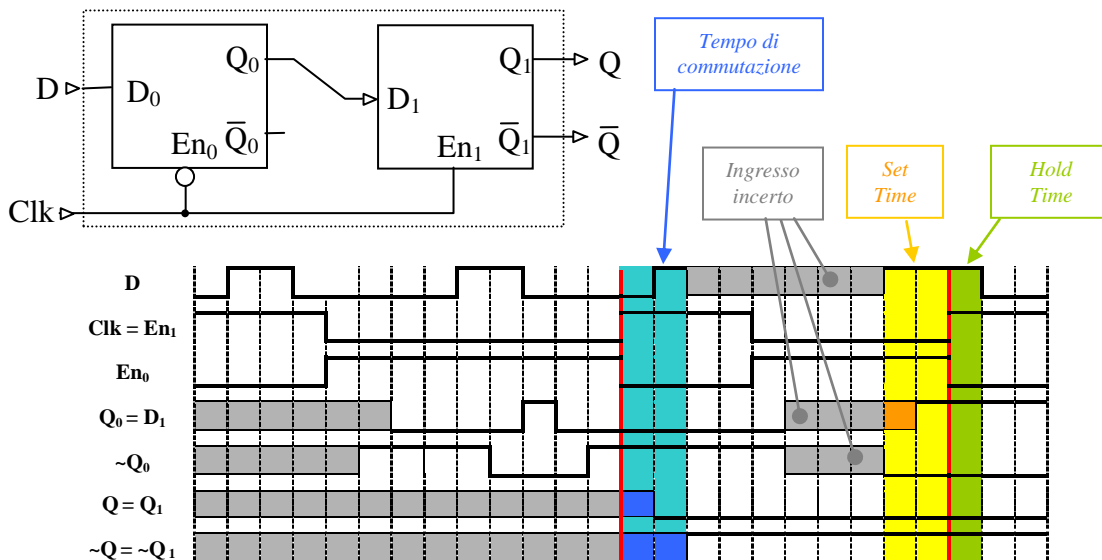 D
D₀
Q₀
Q̅₀
En₀
Clk
D₁
Q₁
Q̅₁
En₁
Q
Q̅
Tempo di
commutazione
Ingresso
incerto
Set
Time
Hold
Time
D
Clk = En₁
En₀
Q₀ = D₁
~Q₀
Q = Q₁
~Q = ~Q₁